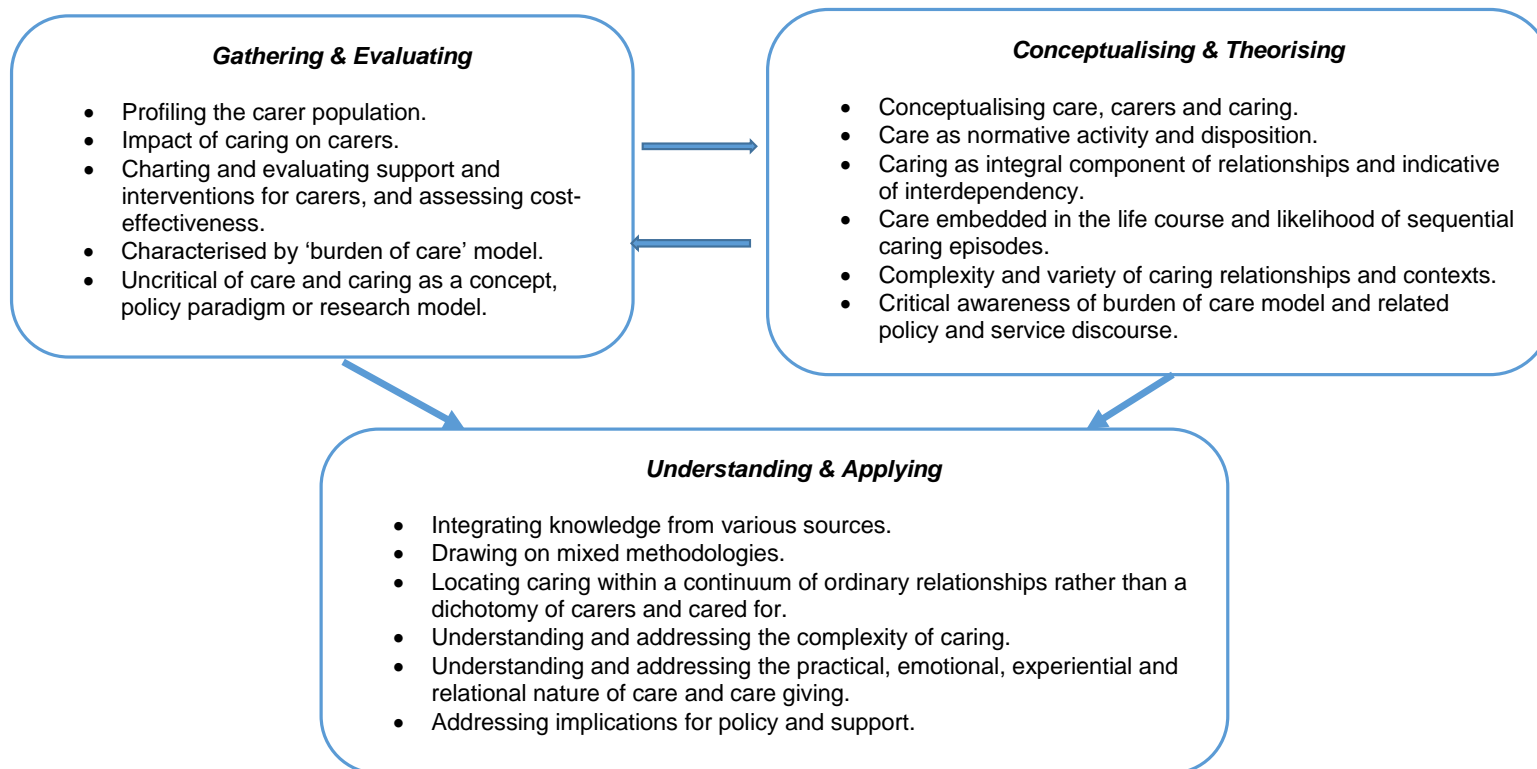 Gathering & Evaluating
• Profiling the carer population.
• Impact of caring on carers.
• Charting and evaluating support and
interventions for carers, and assessing cost-
effectiveness.
• Characterised by ‘burden of care’ model.
• Uncritical of care and caring as a concept,
policy paradigm or research model.
Conceptualising & Theorising
• Conceptualising care, carers and caring.
• Care as normative activity and disposition.
• Caring as integral component of relationships and indicative
of interdependency.
• Care embedded in the life course and likelihood of sequential
caring episodes.
• Complexity and variety of caring relationships and contexts.
• Critical awareness of burden of care model and related
policy and service discourse.
Understanding & Applying
• Integrating knowledge from various sources.
• Drawing on mixed methodologies.
• Locating caring within a continuum of ordinary relationships rather than a
dichotomy of carers and cared for.
• Understanding and addressing the complexity of caring.
• Understanding and addressing the practical, emotional, experiential and
relational nature of care and care giving.
• Addressing implications for policy and support.